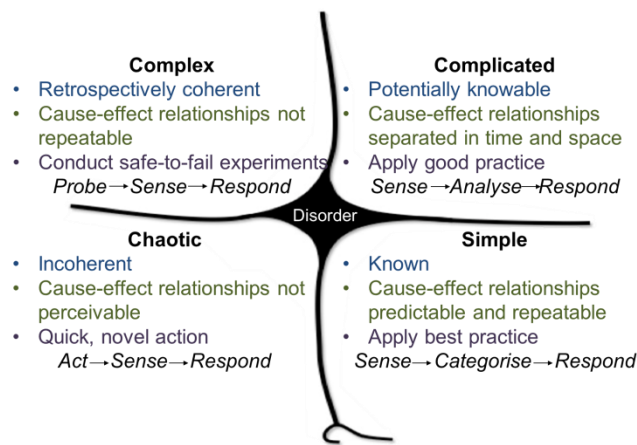 Complex
• Retrospectively coherent
• Cause-effect relationships not
repeatable
• Conduct safe-to-fail experiments
Probe→Sense→Respond
Complicated
• Potentially knowable
• Cause-effect relationships
separated in time and space
• Apply good practice
Sense→Analyse→Respond
Disorder
Chaotic
• Incoherent
• Cause-effect relationships not
perceivable
• Quick, novel action
Act→Sense→Respond
Simple
• Known
• Cause-effect relationships
predictable and repeatable
• Apply best practice
Sense→Categorise→Respond